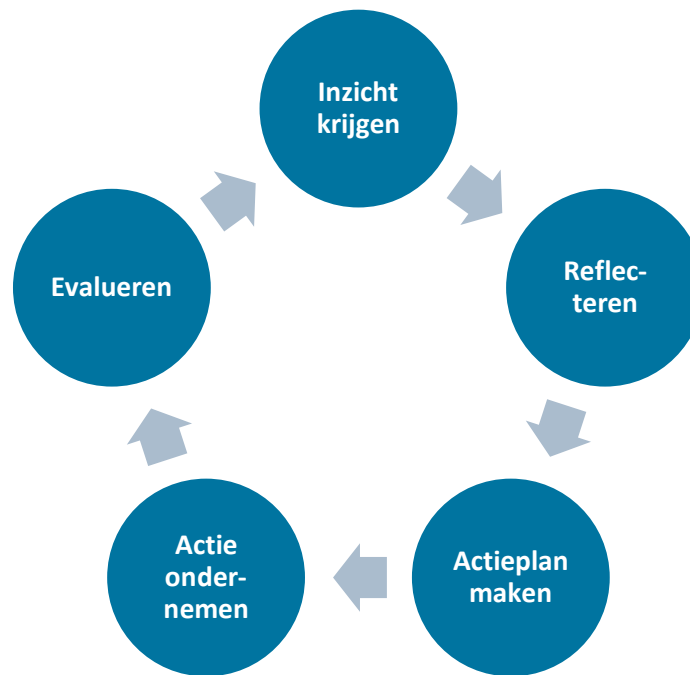 Inzicht
krijgen
Reflec-
teren
Actieplan
maken
Actie
onder-
nemen
Evalueren